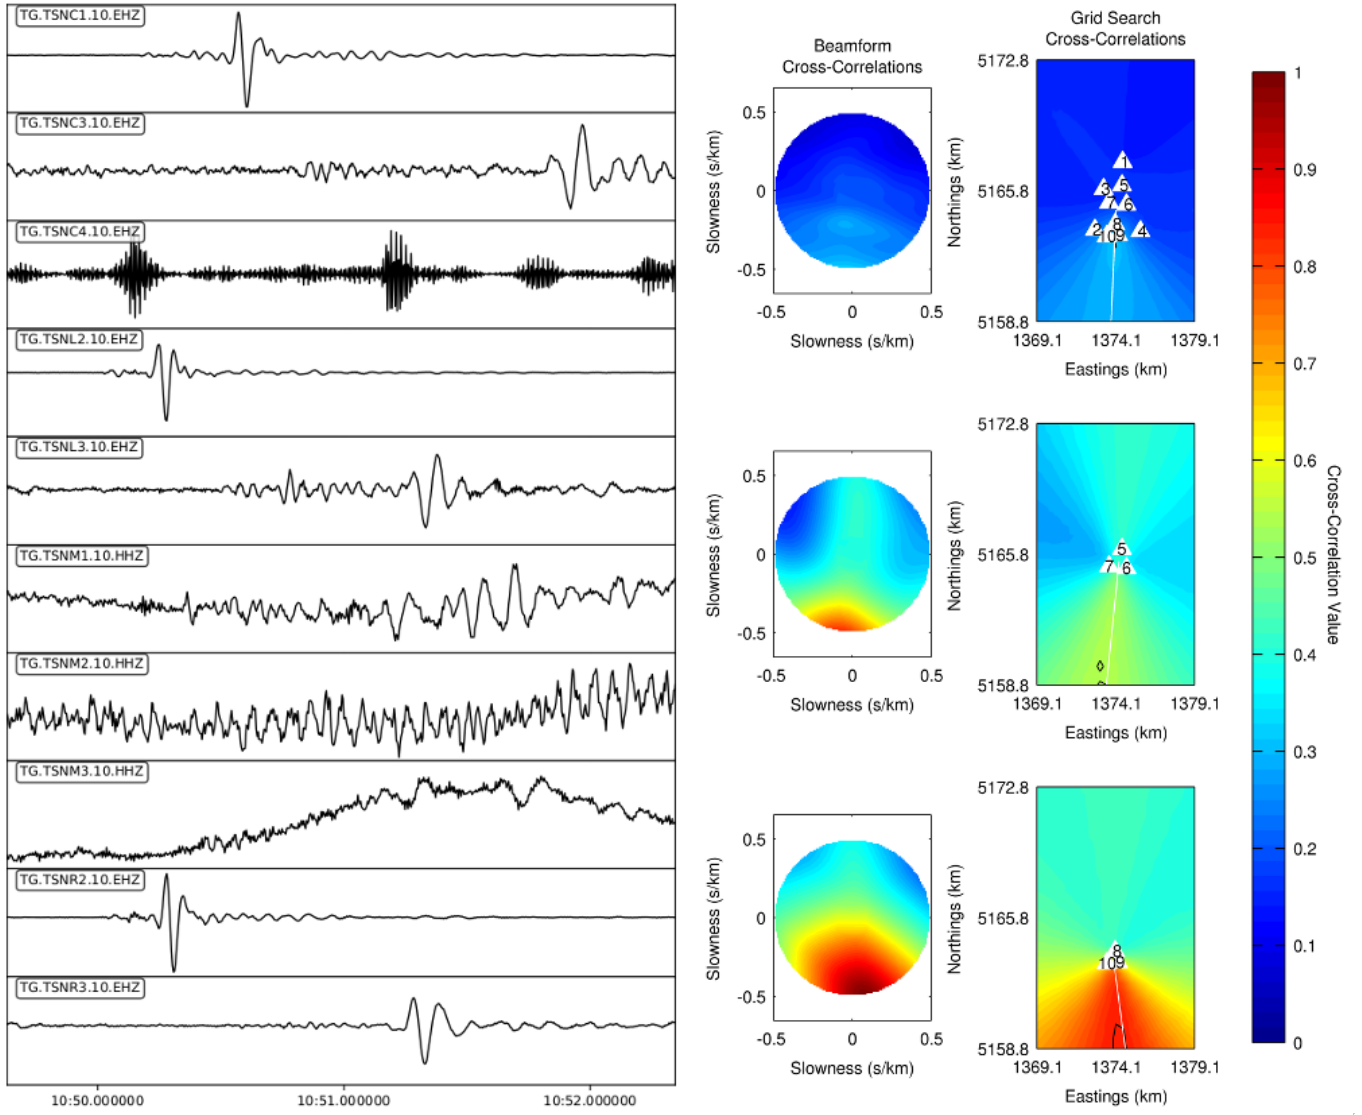 TG.TSNC1.10.EHZ
TG.TSNC3.10.EHZ
TG.TSNC4.10.EHZ
TG.TSNL2.10.EHZ
TG.TSNL3.10.EHZ
TG.TSNM1.10.HHZ
TG.TSNM2.10.HHZ
TG.TSNM3.10.HHZ
TG.TSNR2.10.EHZ
TG.TSNR3.10.EHZ
10:50.000000 10:51.000000 10:52.000000
Beamform
Cross-Correlations
Slowness (s/km)
0.5
0
-0.5
-0.5 0 0.5
Slowness (s/km)
Grid Search
Cross-Correlations
Northings (km)
5172.8
5165.8
5158.8
1
3 5
7 6
2 8 4
10 9
1369.1 1374.1 1379.1
Eastings (km)
Slowness (s/km)
0.5
0
-0.5
-0.5 0 0.5
Slowness (s/km)
Northings (km)
5172.8
5165.8
5158.8
5
7 6
1369.1 1374.1 1379.1
Eastings (km)
Slowness (s/km)
0.5
0
-0.5
-0.5 0 0.5
Slowness (s/km)
Northings (km)
5172.8
5165.8
5158.8
8
10 9
1369.1 1374.1 1379.1
Eastings (km)
1
0.9
0.8
0.7
0.6
0.5
0.4
0.3
0.2
0.1
0
Cross-Correlation Value